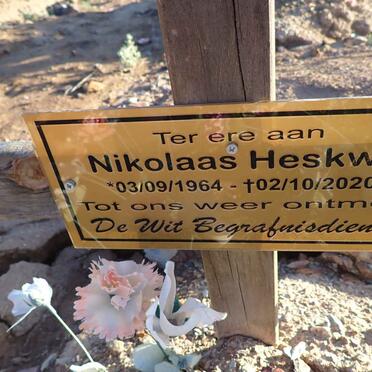 Ter ere aan
Nikolaas Heskw
*03/09/1964 - †02/10/2020
Tot ons weer ontm
De Wit Begrafnisdien